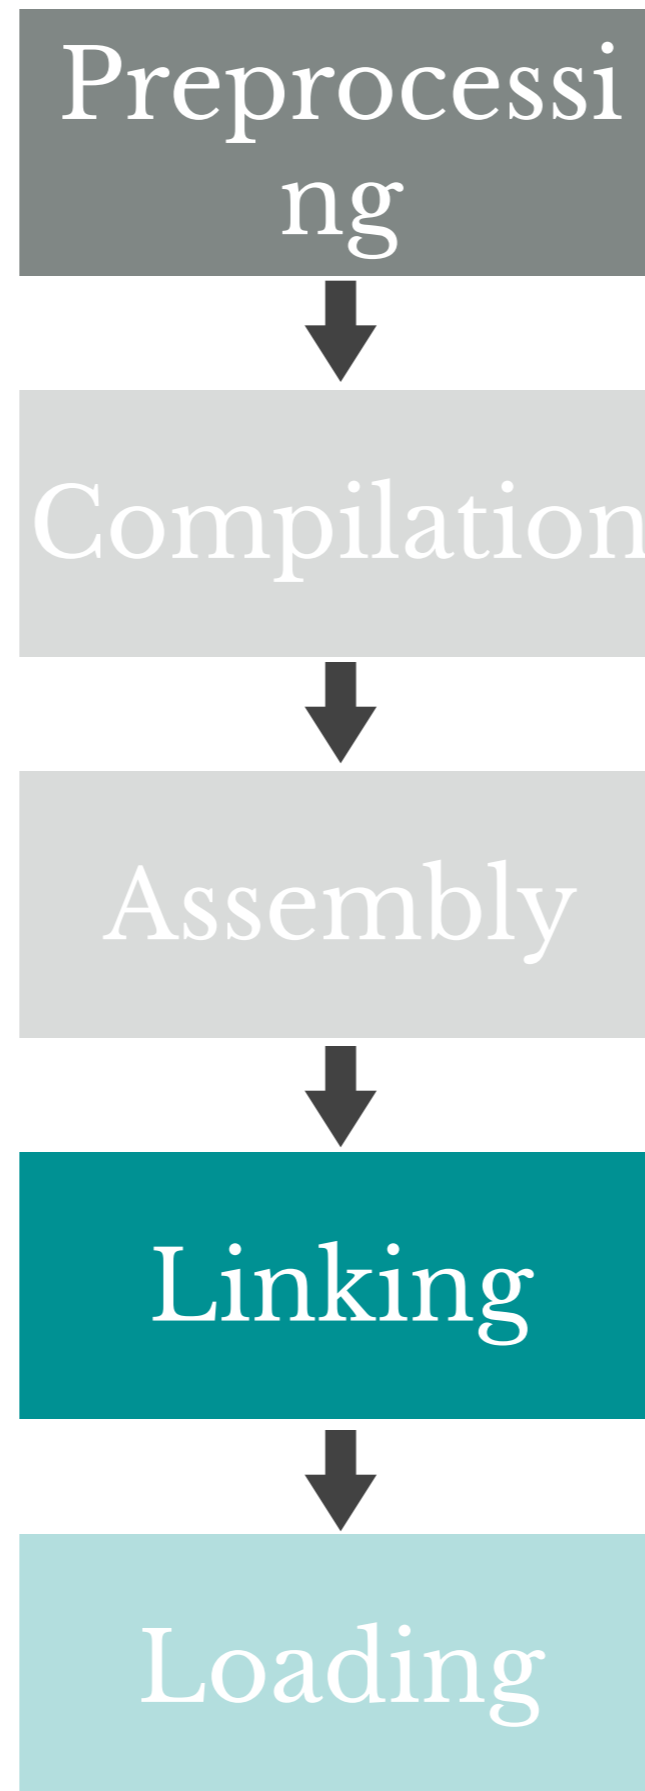 Preprocessi
ng
Compilation
Assembly
Linking
Loading